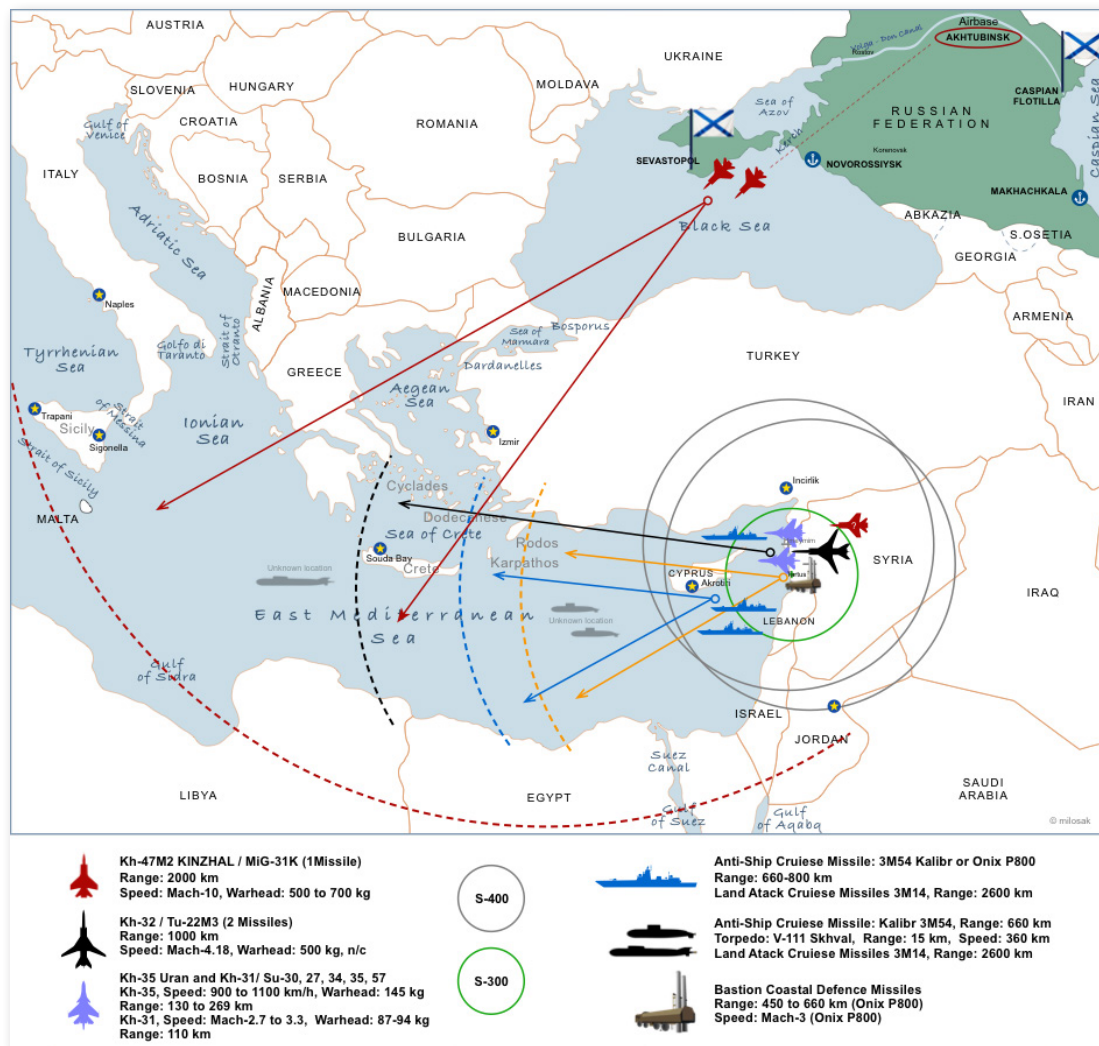 AUSTRIA
SLOVENIA
HUNGARY
MOLDAVA
UKRAINE
Volga - Don Canal
Rostov
Airbase
AKHTUBINSK
CASPIAN
FLOTILLA
Caspian Sea
Gulf of
Venice
CROATIA
ROMANIA
Sea of
Azov
Kerch
RUSSIAN
FEDERATION
ITALY
BOSNIA
SERBIA
SEVASTOPOL
Korenovsk
NOVOROSSIYSK
MAKHACHKALA
Adriatic Sea
BULGARIA
Black Sea
ABKAZIA
S.OSETIA
GEORGIA
Naples
ALBANIA
MACEDONIA
ARMENIA
Tyrrhenian
Sea
Golfo di
Taranto
Strait of
Otranto
Sea of
Marmara
Bosporus
Dardanelles
GREECE
TURKEY
Aegean
Sea
IRAN
Trapani
Sicily
Strait of
Messina
Sigonella
Strait of Sicily
Ionian
Sea
Izmir
MALTA
Cyclades
Dodecanese
Sea of Crete
Incirlik
?
Souda Bay
Crete
Rodos
Karpathos
CYPRUS
Akrotiri
SYRIA
IRAQ
Unknown location
East Mediterranean
Sea
Unknown location
LEBANON
Gulf
of Sidra
ISRAEL
JORDAN
Suez
Canal
LIBYA
EGYPT
Gulf
of Suez
Gulf
of Aqabq
SAUDI
ARABIA
© milosak
Kh-47M2 KINZHAL / MiG-31K (1Missile)
Range: 2000 km
Speed: Mach-10, Warhead: 500 to 700 kg
Kh-32 / Tu-22M3 (2 Missiles)
Range: 1000 km
Speed: Mach-4.18, Warhead: 500 kg, n/c
Kh-35 Uran and Kh-31/ Su-30, 27, 34, 35, 57
Kh-35, Speed: 900 to 1100 km/h, Warhead: 145 kg
Range: 130 to 269 km
Kh-31, Speed: Mach-2.7 to 3.3, Warhead: 87-94 kg
Range: 110 km
S-400
S-300
Anti-Ship Cruiese Missile: 3M54 Kalibr or Onix P800
Range: 660-800 km
Land Atack Cruiese Missiles 3M14, Range: 2600 km
Anti-Ship Cruiese Missile: Kalibr 3M54, Range: 660 km
Torpedo: V-111 Skhval, Range: 15 km, Speed: 360 km
Land Atack Cruiese Missiles 3M14, Range: 2600 km
Bastion Coastal Defence Missiles
Range: 450 to 660 km (Onix P800)
Speed: Mach-3 (Onix P800)